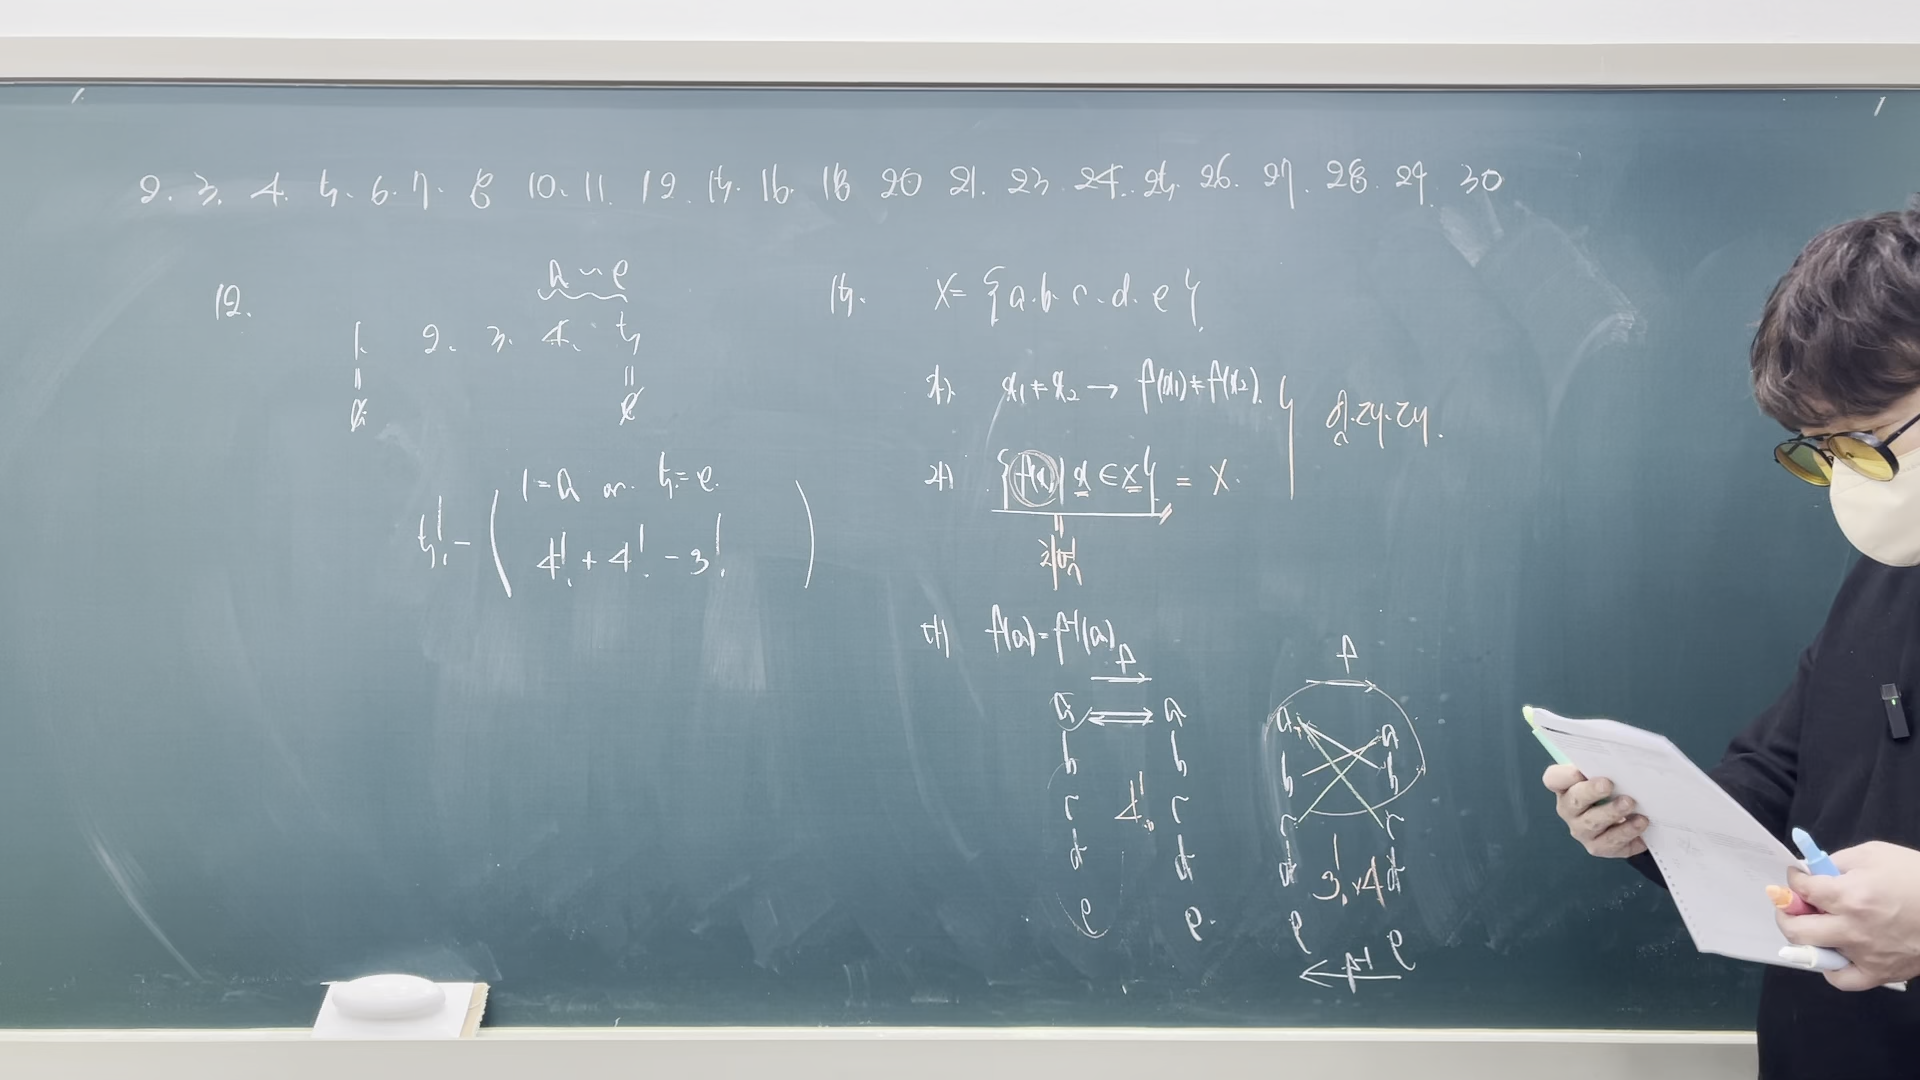 2. 3. 4. 5. 6. 7. 8 10. 11. 12. 15. 16. 18 20 21. 23 24. 25. 26. 27. 28. 29. 30
12.
a ~ e
1. 2. 3. 4. 5
= =
a e
1=a or 5=e.
5! - ( 4! + 4! - 3! )
15. X= {a.b.c.d.e}
가) x₁≠x₂ → f(x₁)≠f(x₂).
나) {f(x)|x∈X} = X.
=
치역
다) f(a)=f⁻¹(a)
f f
a a a a
b b b b
c 4! c c c
d d d 3!×4 d
e e. e e
f⁻¹